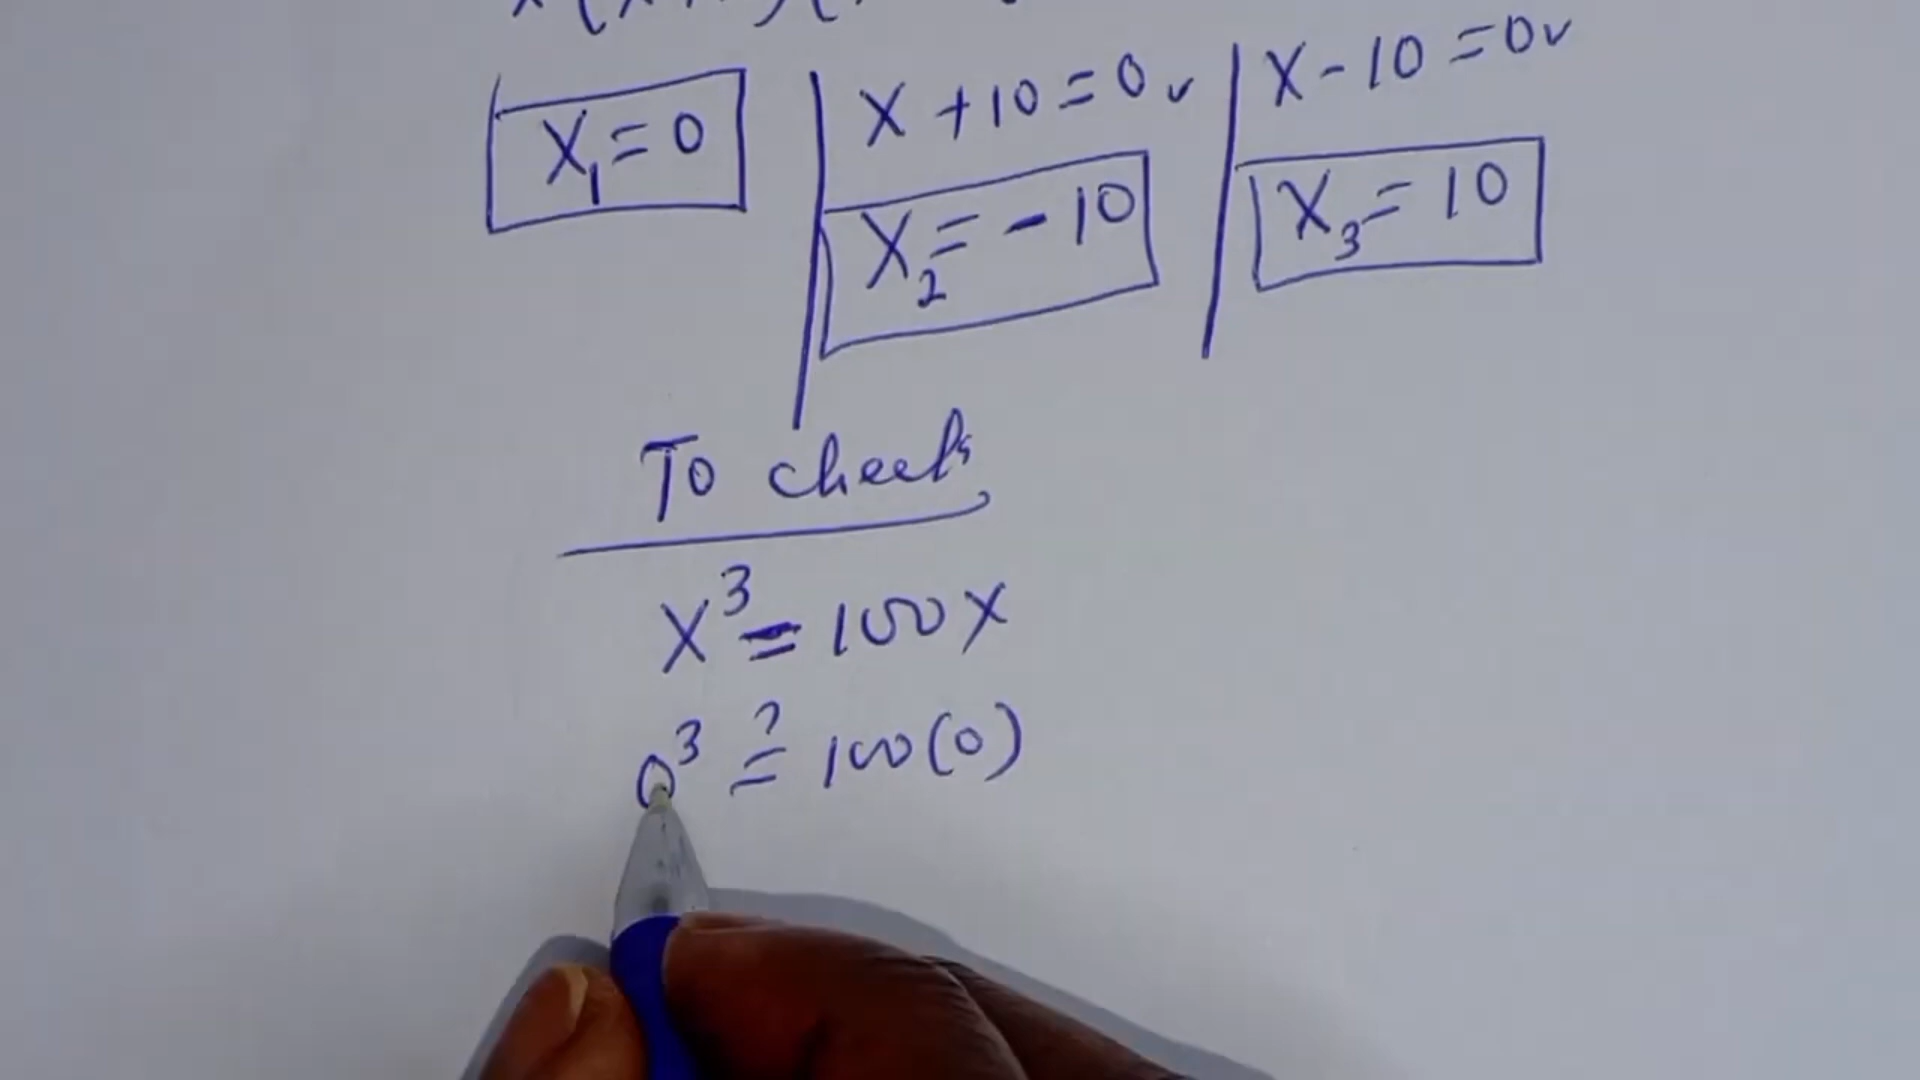 X + 10 = 0 ✓ X - 10 = 0 ✓
X₁ = 0 X₂ = - 10 X₃ = 10
To check
X³ = 100X
0³ ≟ 100(0)